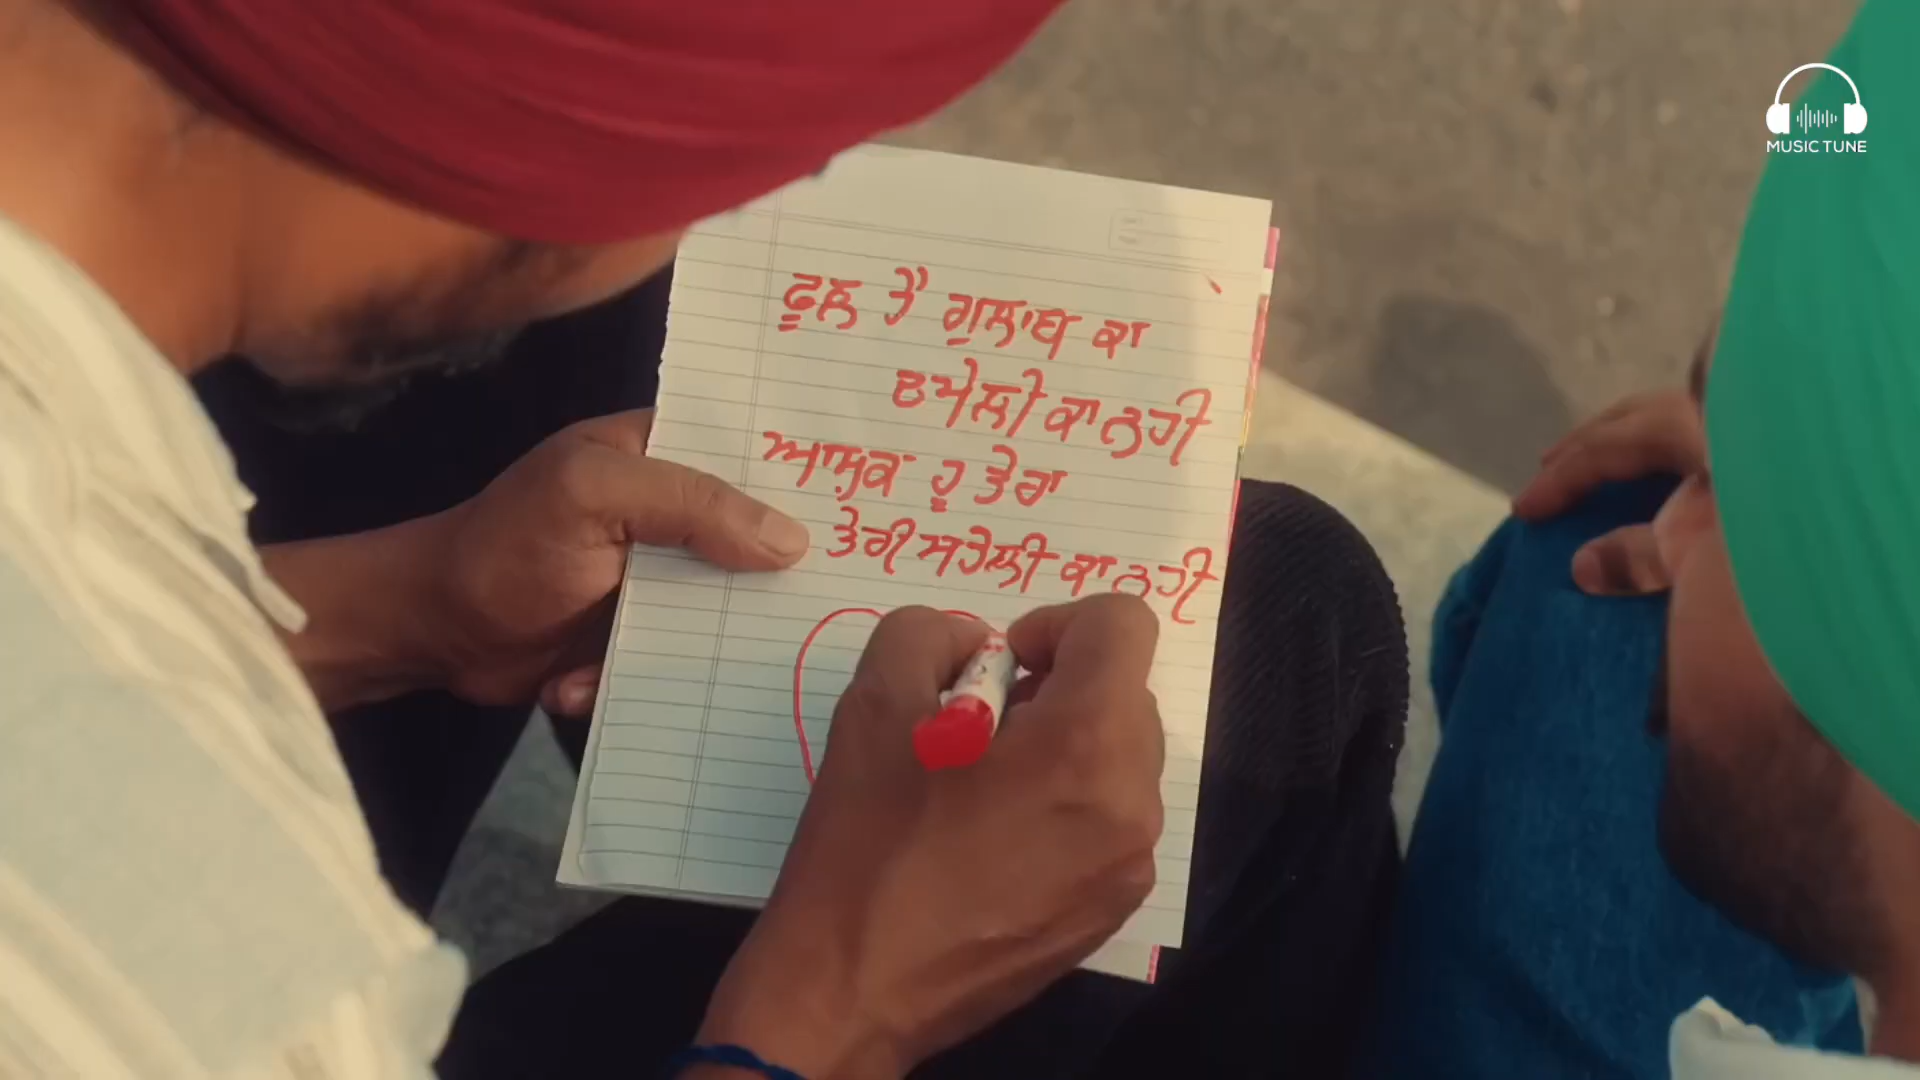 ਫੂਲ ਹੈ ਗੁਲਾਬ ਕਾ
ਚਮੇਲੀ ਕਾ ਨਹੀ
ਆਸ਼ਕ ਹੂ ਤੇਰਾ
ਤੇਰੀ ਸਹੇਲੀ ਕਾ ਨਹੀ
MUSIC TUNE